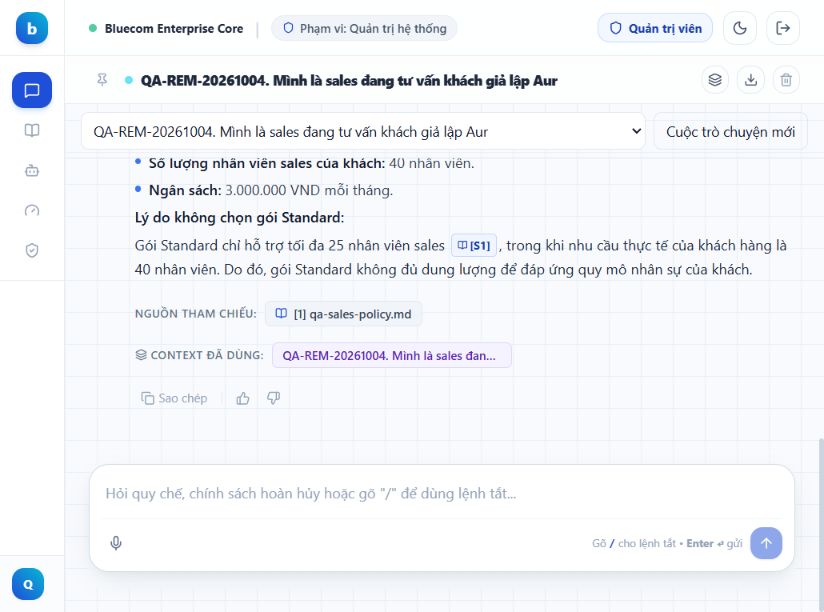 b
Bluecom Enterprise Core
Phạm vi: Quản trị hệ thống
Quản trị viên
QA-REM-20261004. Mình là sales đang tư vấn khách giả lập Aur
QA-REM-20261004. Mình là sales đang tư vấn khách giả lập Aur
Cuộc trò chuyện mới
Số lượng nhân viên sales của khách: 40 nhân viên.
Ngân sách: 3.000.000 VND mỗi tháng.
Lý do không chọn gói Standard:
Gói Standard chỉ hỗ trợ tối đa 25 nhân viên sales [S1] , trong khi nhu cầu thực tế của khách hàng là
40 nhân viên. Do đó, gói Standard không đủ dung lượng để đáp ứng quy mô nhân sự của khách.
NGUỒN THAM CHIẾU: [1] qa-sales-policy.md
CONTEXT ĐÃ DÙNG: QA-REM-20261004. Mình là sales đan...
Sao chép
Hỏi quy chế, chính sách hoàn hủy hoặc gõ "/" để dùng lệnh tắt...
Gõ / cho lệnh tắt • Enter ↵ gửi
Q